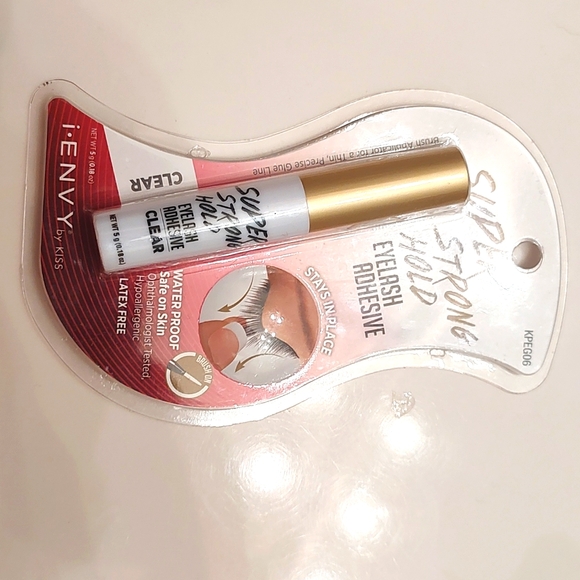 SUPER
STRONG
HOLD
EYELASH
ADHESIVE
KPEG06
Brush Applicator for a Thin, Precise Glue Line
STAYS IN PLACE
CLEAR
SUPER
STRONG
HOLD
EYELASH
ADHESIVE
CLEAR
NET WT 5 g (0.18 oz.)
WATER PROOF
Safe on Skin
Ophthalmologist Tested,
Hypoallergenic
LATEX FREE
BRUSH ON
i·ENVY
by KISS
NET WT 5 g (0.18 oz)